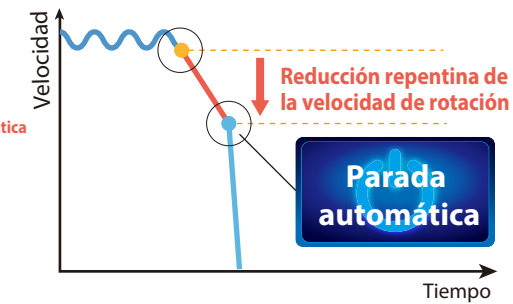 Velocidad
Reducción repentina de
la velocidad de rotación
Parada
automática
Tiempo